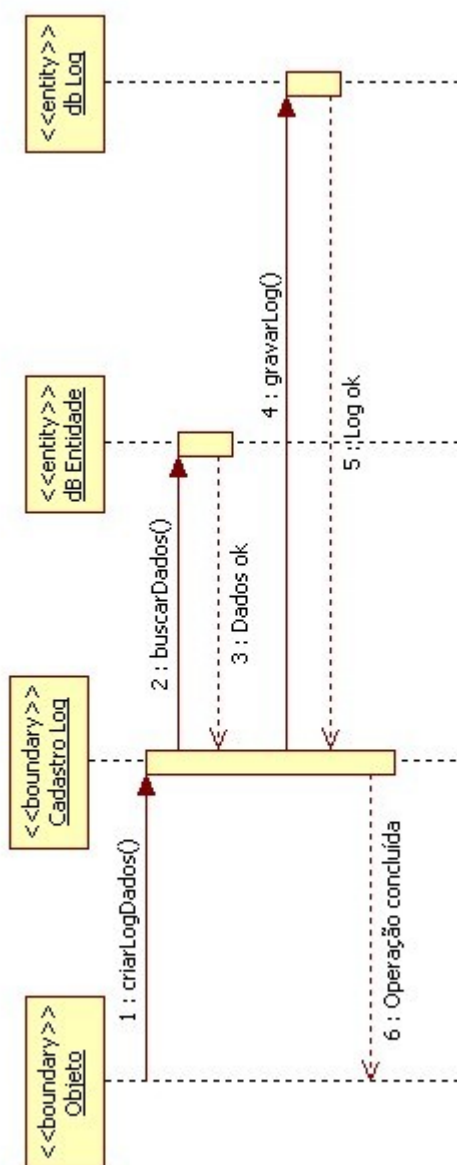 <<boundary>>
Objeto
<<boundary>>
Cadastro Log
<<entity>>
dB Entidade
<<entity>>
db Log
1 : criarLogDados()
2 : buscarDados()
3 : Dados ok
4 : gravarLog()
5 : Log ok
6 : Operação concluída